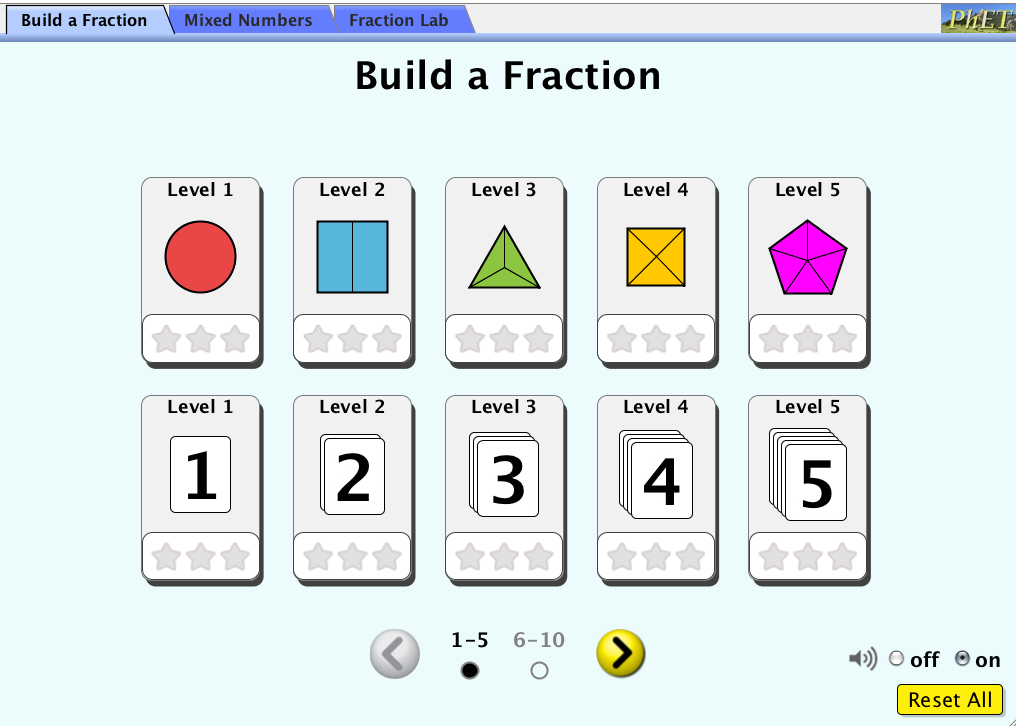 Build a Fraction
Mixed Numbers
Fraction Lab
PhET
Build a Fraction
Level 1
Level 2
Level 3
Level 4
Level 5
Level 1
Level 2
Level 3
Level 4
Level 5
1
2
3
4
5
1–5
6–10
off
on
Reset All